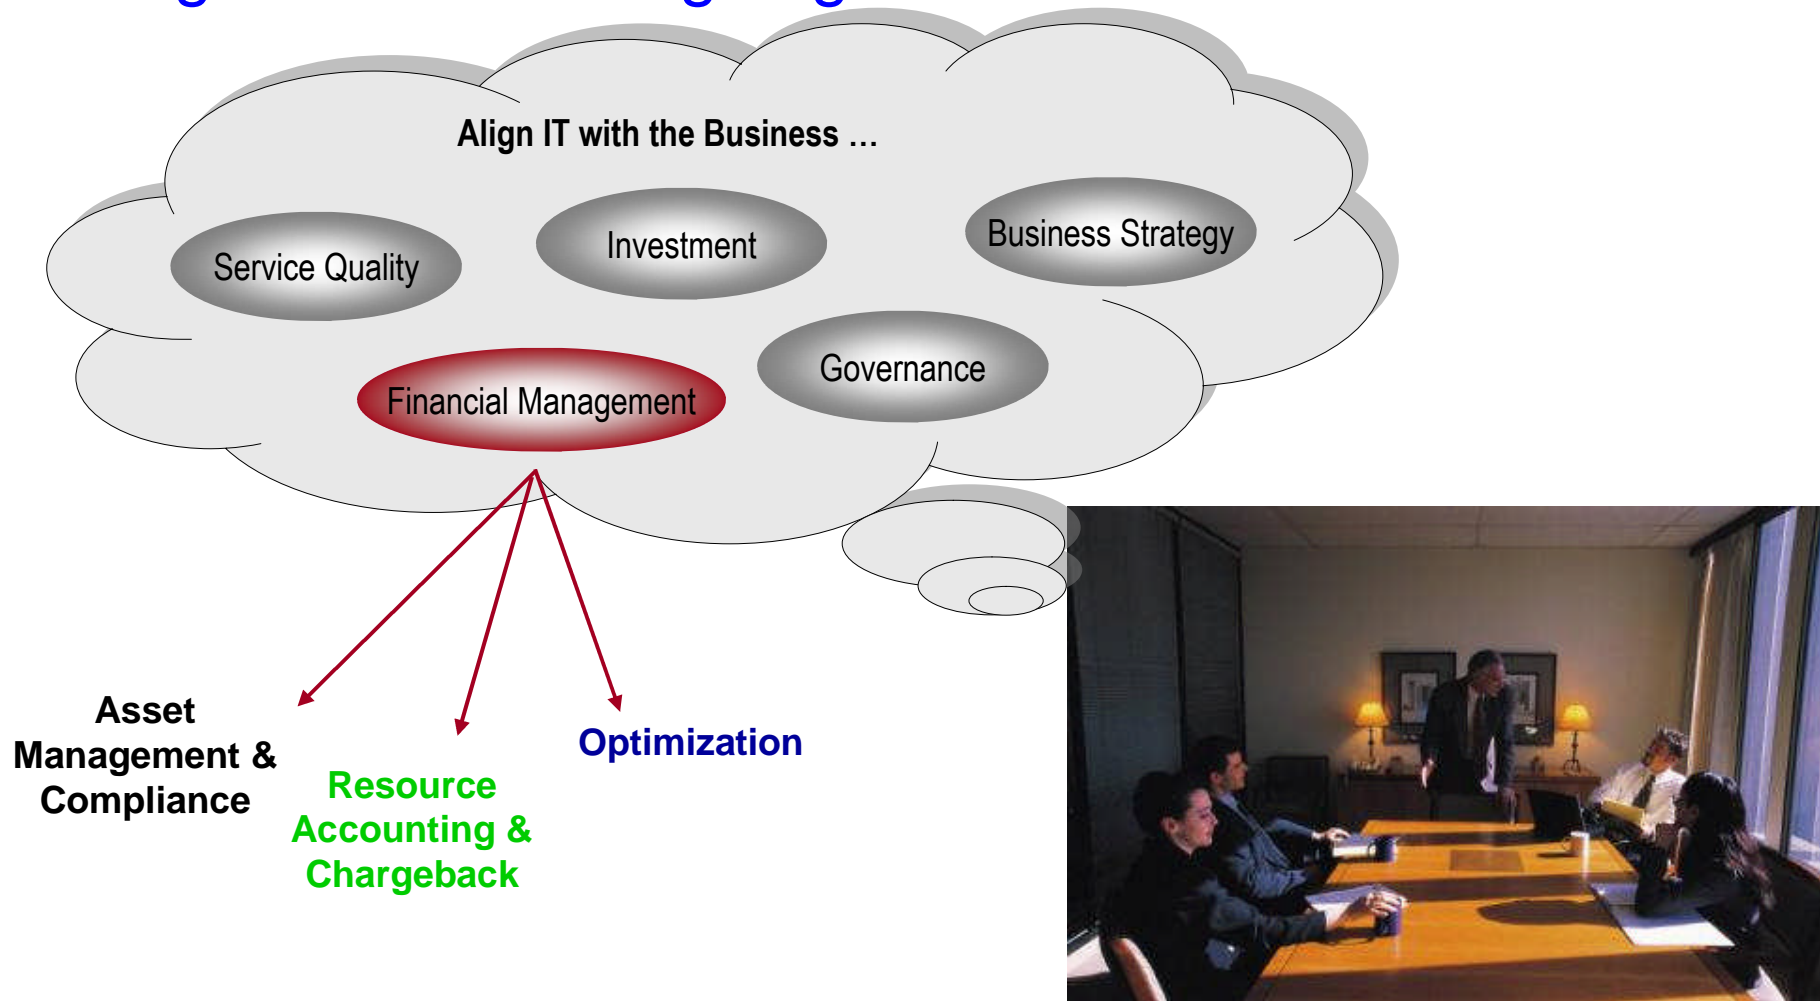 Align IT with the Business …
Service Quality
Investment
Business Strategy
Financial Management
Governance
Asset
Management &
Compliance
Resource
Accounting &
Chargeback
Optimization